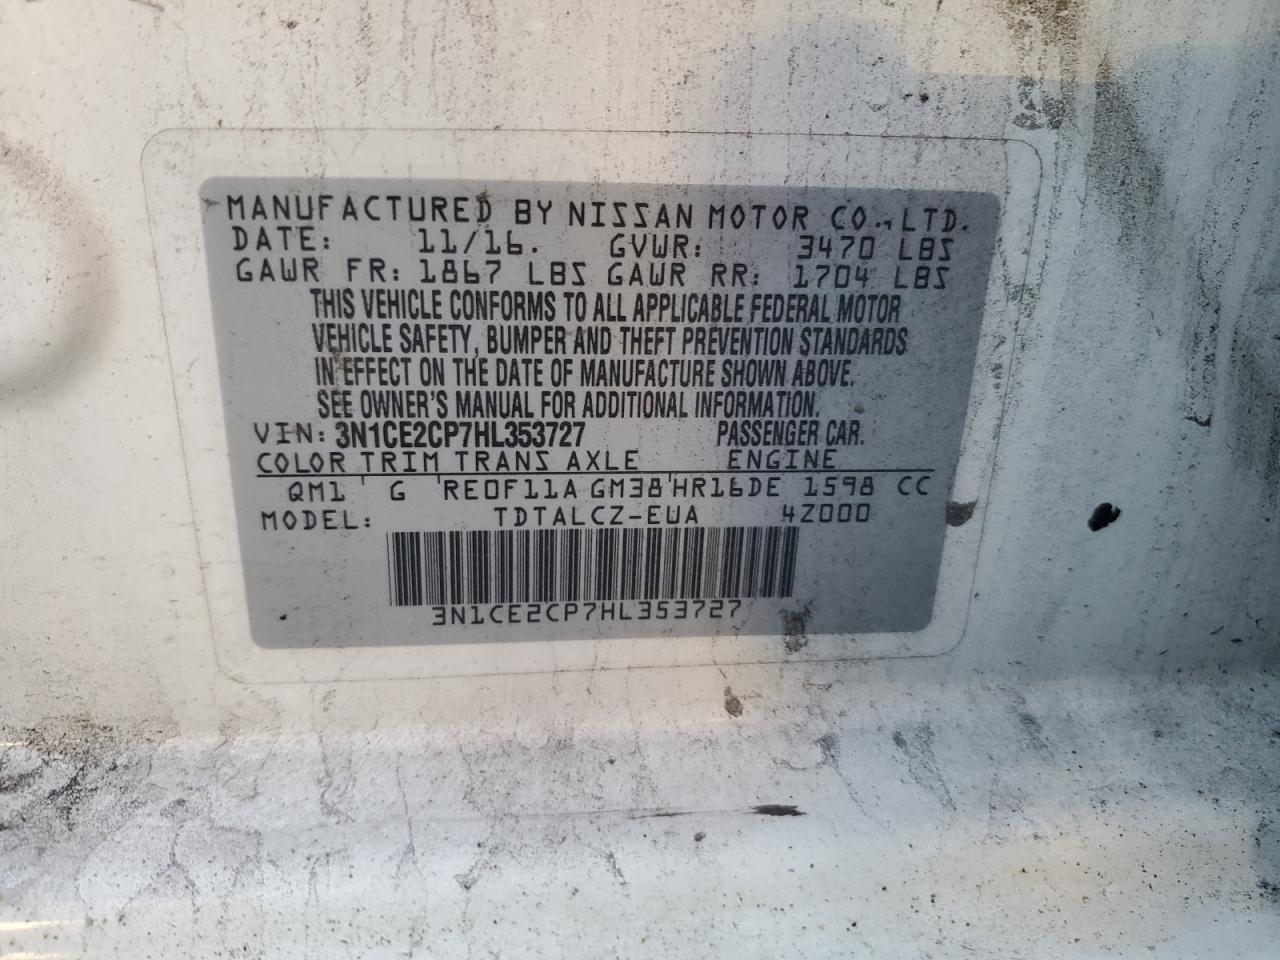 MANUFACTURED BY NISSAN MOTOR CO., LTD.
DATE: 11/16. GVWR: 3470 LBS
GAWR FR: 1867 LBS GAWR RR: 1704 LBS
THIS VEHICLE CONFORMS TO ALL APPLICABLE FEDERAL MOTOR
VEHICLE SAFETY, BUMPER AND THEFT PREVENTION STANDARDS
IN EFFECT ON THE DATE OF MANUFACTURE SHOWN ABOVE.
SEE OWNER'S MANUAL FOR ADDITIONAL INFORMATION.
VIN: 3N1CE2CP7HL353727 PASSENGER CAR.
COLOR TRIM TRANS AXLE ENGINE
QM1 G RE0F11A GM38 HR16DE 1598 CC
MODEL: TDTALCZ-EUA 4Z000
3N1CE2CP7HL353727